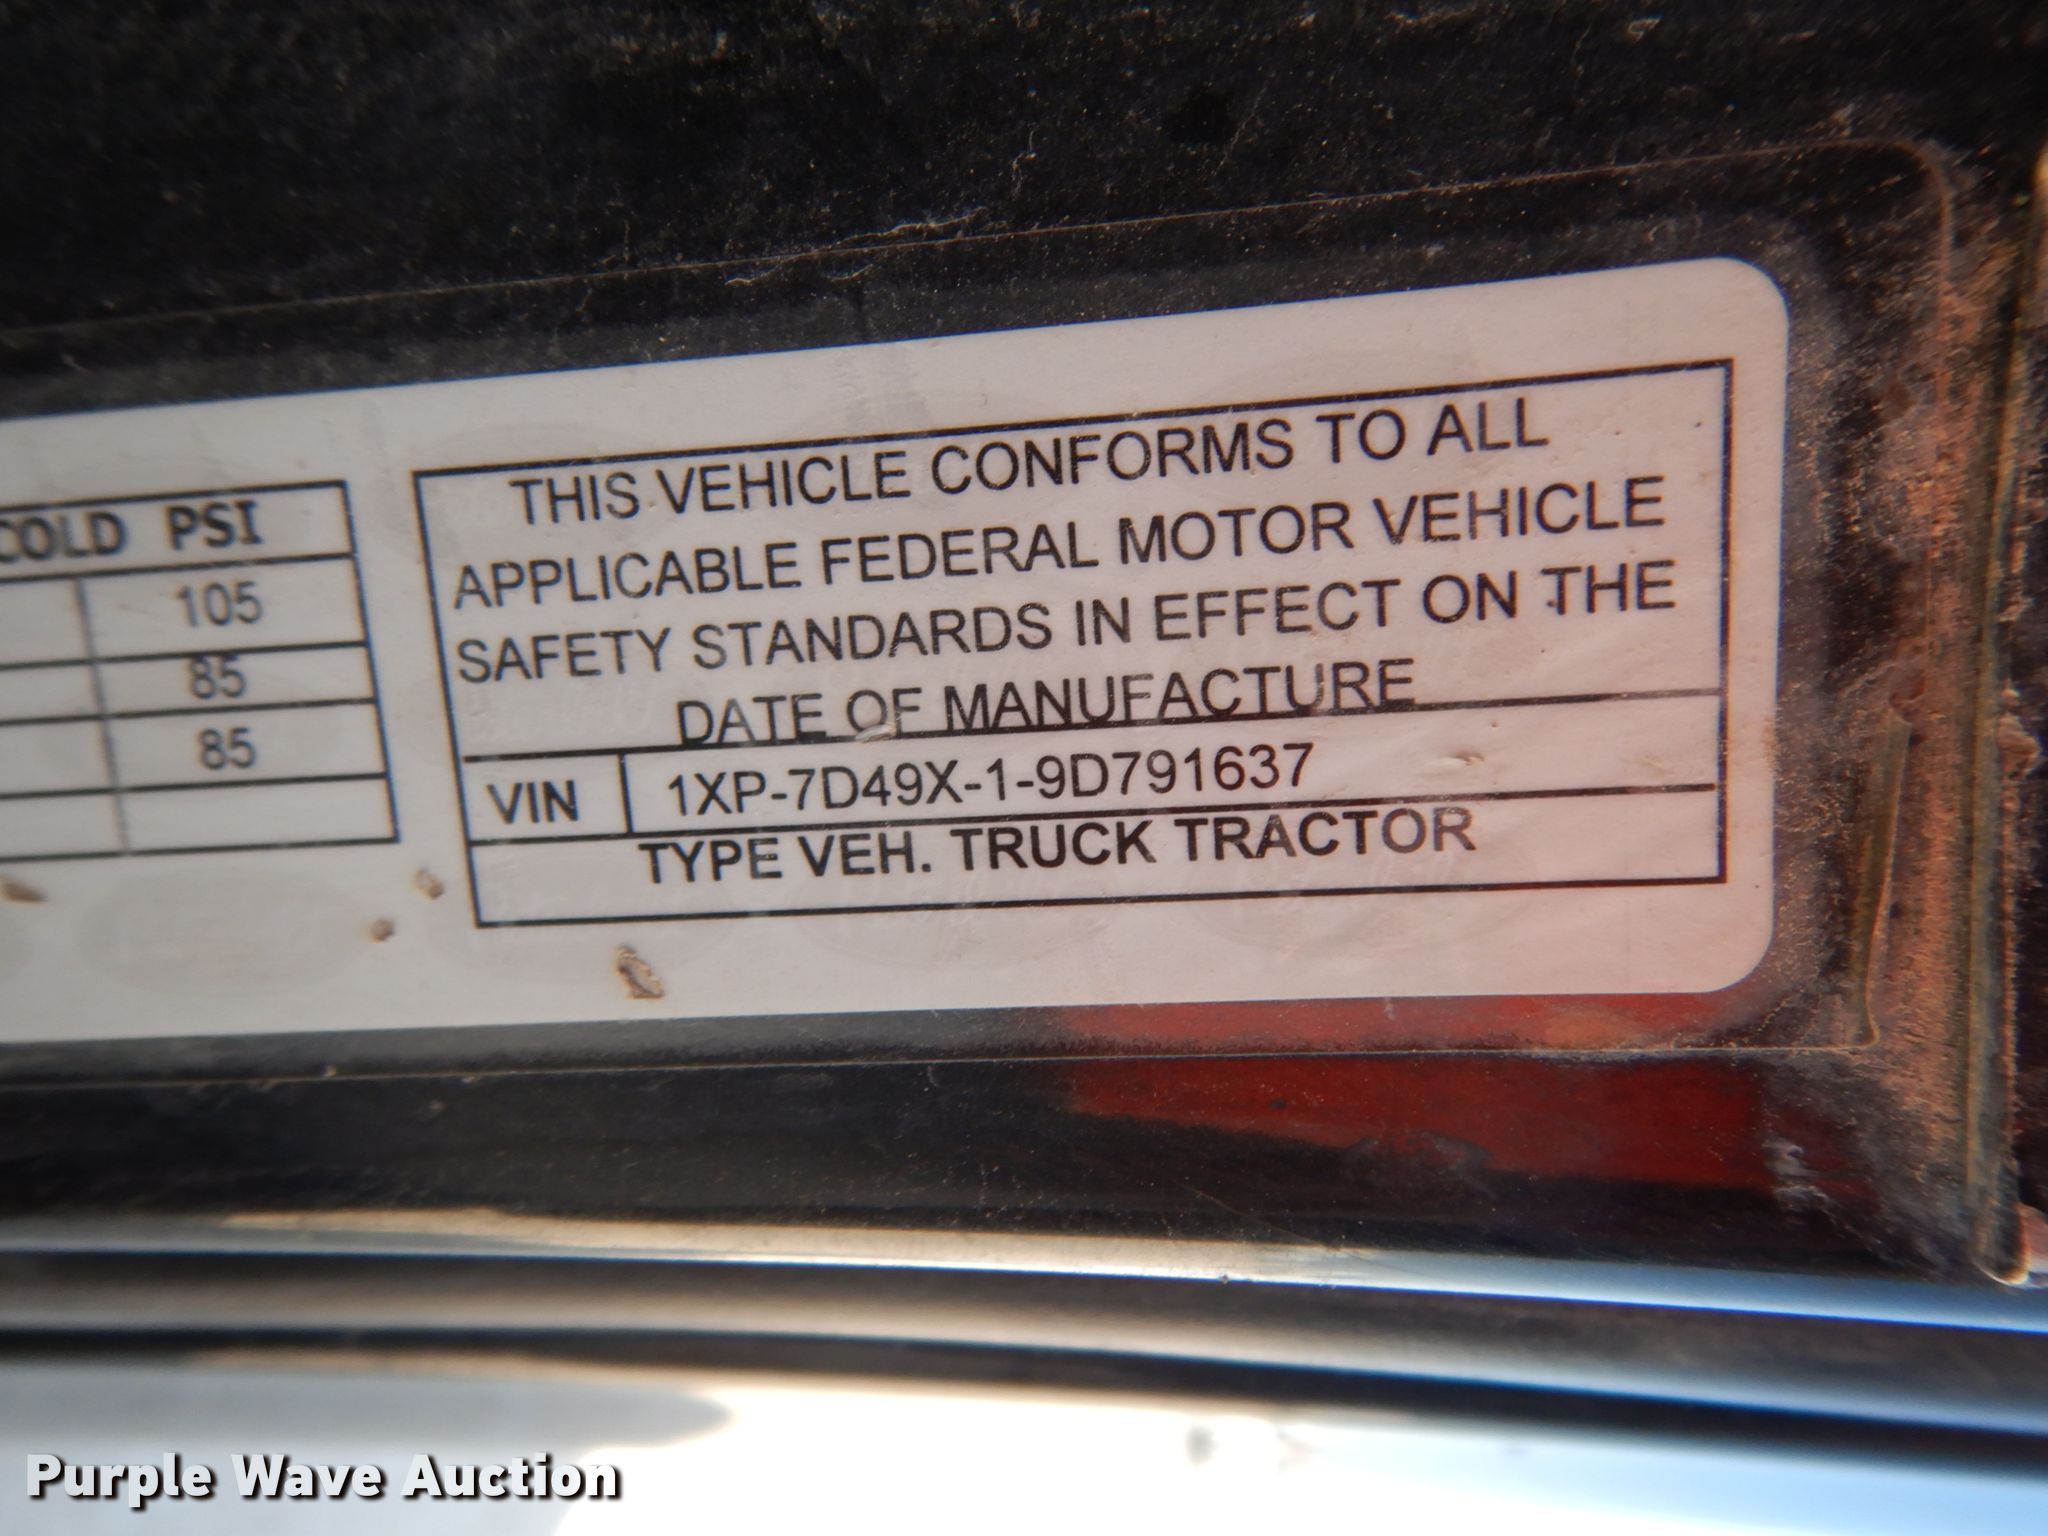 COLD PSI
105
85
85
THIS VEHICLE CONFORMS TO ALL
APPLICABLE FEDERAL MOTOR VEHICLE
SAFETY STANDARDS IN EFFECT ON THE
DATE OF MANUFACTURE
VIN 1XP-7D49X-1-9D791637
TYPE VEH. TRUCK TRACTOR
Purple Wave Auction